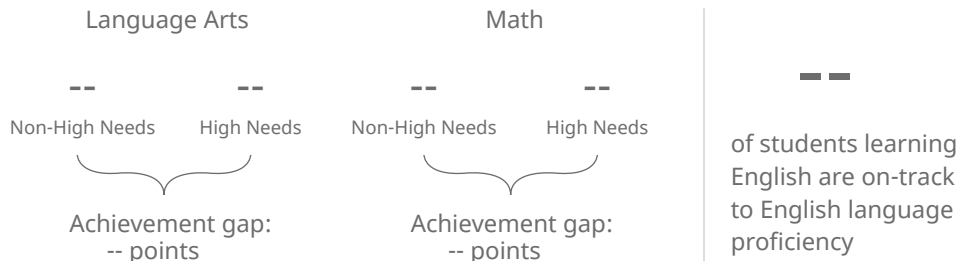 Language Arts
Math
-- -- -- --
Non-High Needs High Needs Non-High Needs High Needs
Achievement gap:
-- points
Achievement gap:
-- points
--
of students learning
English are on-track
to English language
proficiency